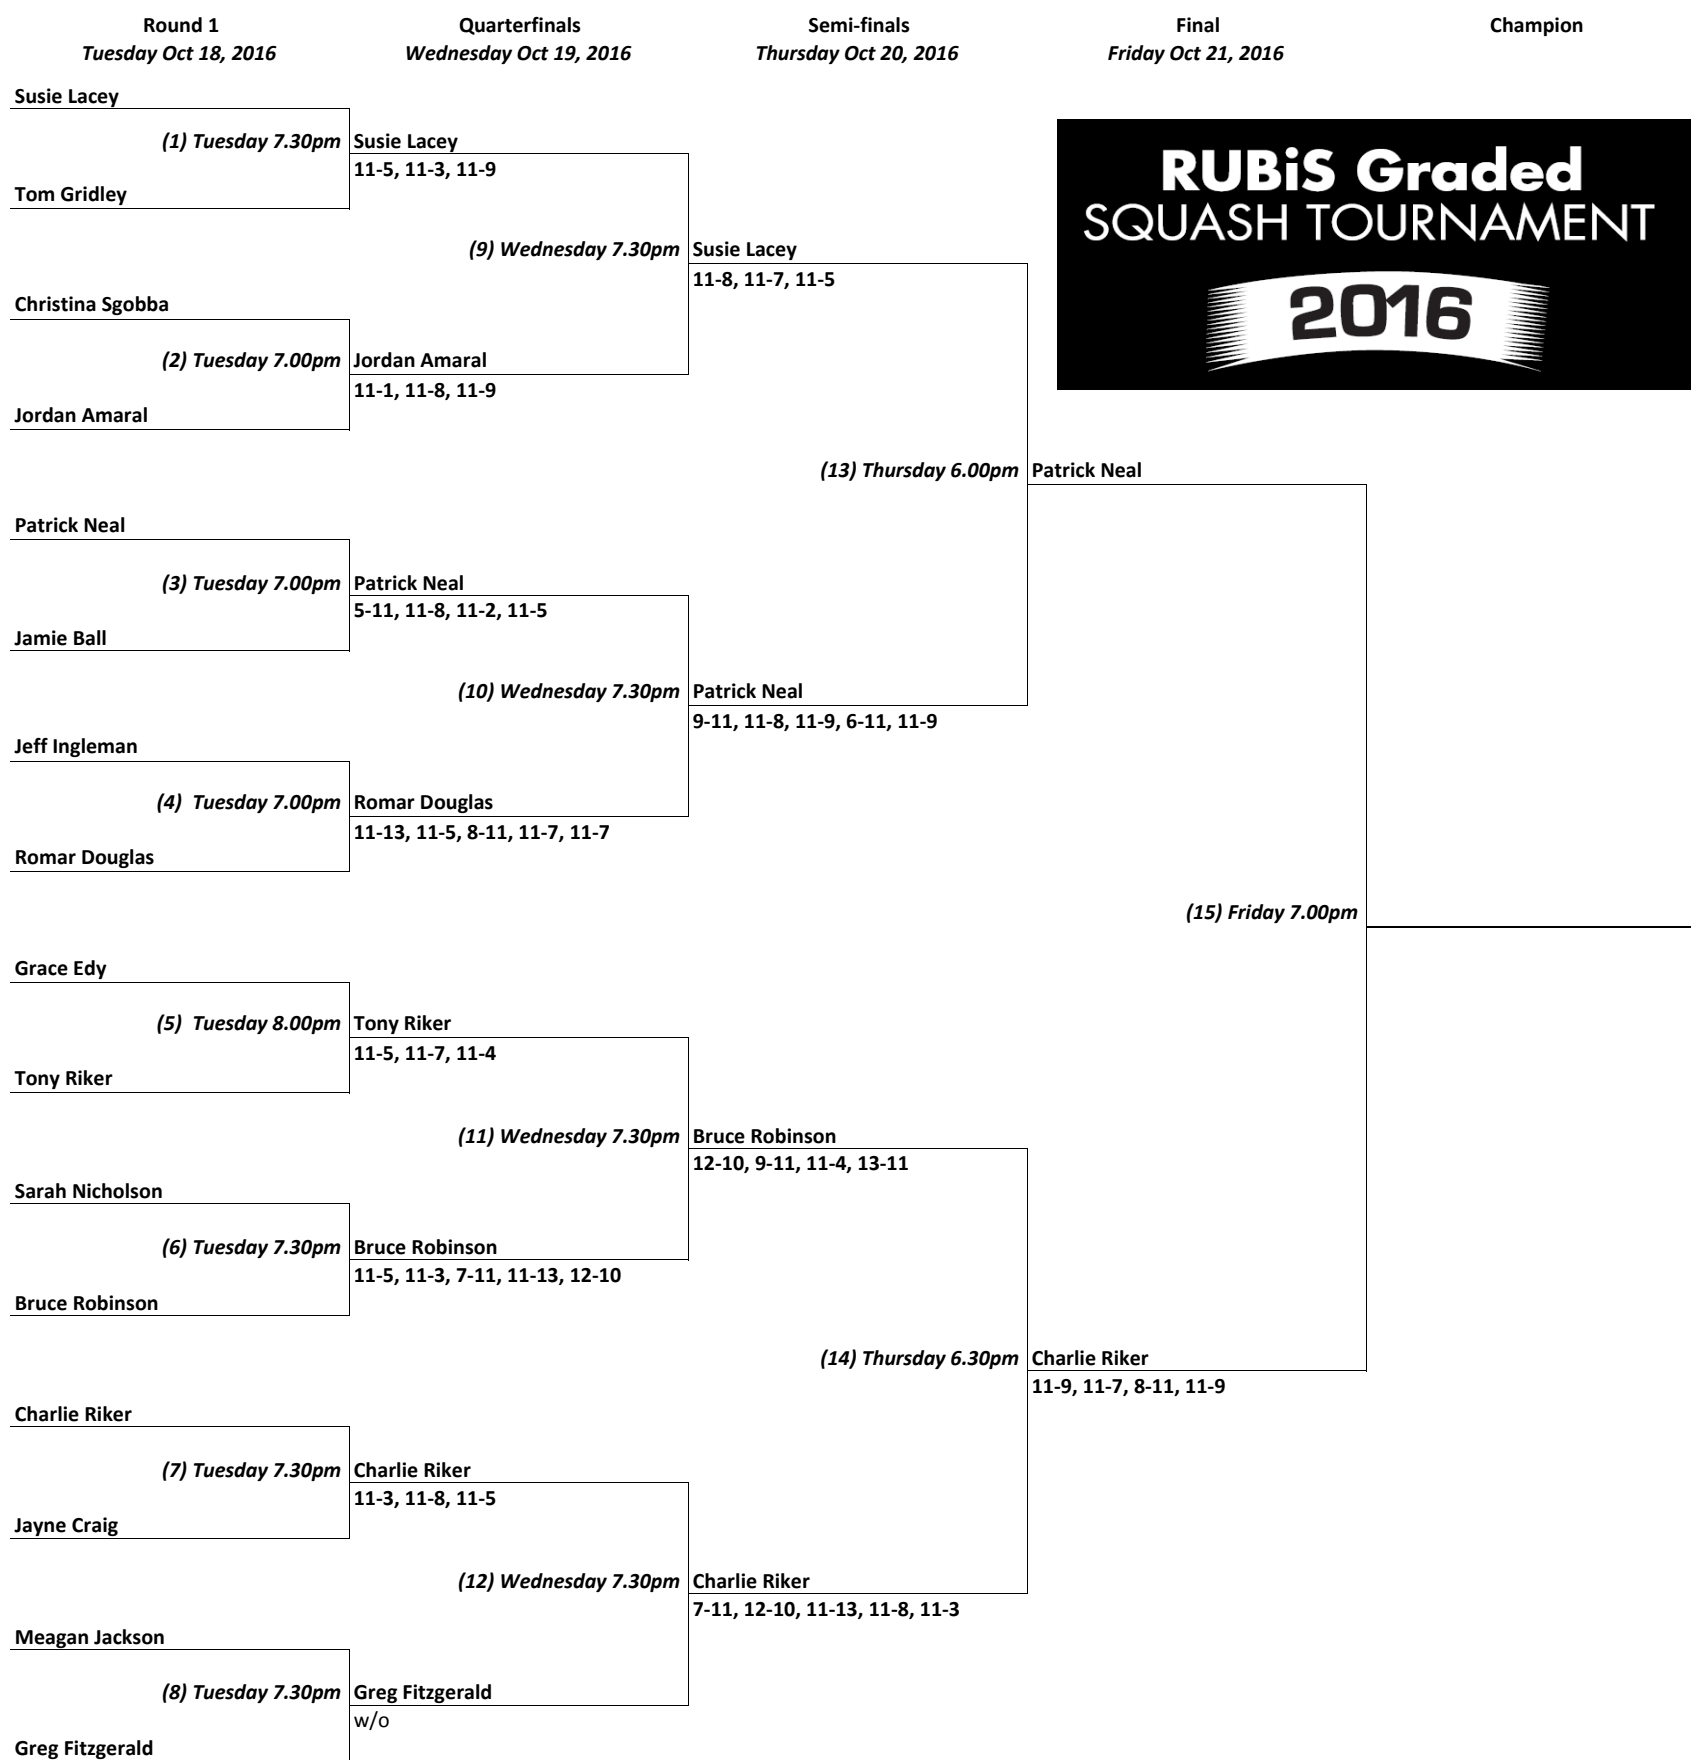 Round 1 Quarterfinals Semi-finals Final Champion
Tuesday Oct 18, 2016 Wednesday Oct 19, 2016 Thursday Oct 20, 2016 Friday Oct 21, 2016
Susie Lacey
(1) Tuesday 7.30pm Susie Lacey
11-5, 11-3, 11-9
Tom Gridley
RUBiS Graded
SQUASH TOURNAMENT
2016
(9) Wednesday 7.30pm Susie Lacey
11-8, 11-7, 11-5
Christina Sgobba
(2) Tuesday 7.00pm Jordan Amaral
11-1, 11-8, 11-9
Jordan Amaral
(13) Thursday 6.00pm Patrick Neal
Patrick Neal
(3) Tuesday 7.00pm Patrick Neal
5-11, 11-8, 11-2, 11-5
Jamie Ball
(10) Wednesday 7.30pm Patrick Neal
9-11, 11-8, 11-9, 6-11, 11-9
Jeff Ingleman
(4) Tuesday 7.00pm Romar Douglas
11-13, 11-5, 8-11, 11-7, 11-7
Romar Douglas
(15) Friday 7.00pm
Grace Edy
(5) Tuesday 8.00pm Tony Riker
11-5, 11-7, 11-4
Tony Riker
(11) Wednesday 7.30pm Bruce Robinson
12-10, 9-11, 11-4, 13-11
Sarah Nicholson
(6) Tuesday 7.30pm Bruce Robinson
11-5, 11-3, 7-11, 11-13, 12-10
Bruce Robinson
(14) Thursday 6.30pm Charlie Riker
11-9, 11-7, 8-11, 11-9
Charlie Riker
(7) Tuesday 7.30pm Charlie Riker
11-3, 11-8, 11-5
Jayne Craig
(12) Wednesday 7.30pm Charlie Riker
7-11, 12-10, 11-13, 11-8, 11-3
Meagan Jackson
(8) Tuesday 7.30pm Greg Fitzgerald
w/o
Greg Fitzgerald